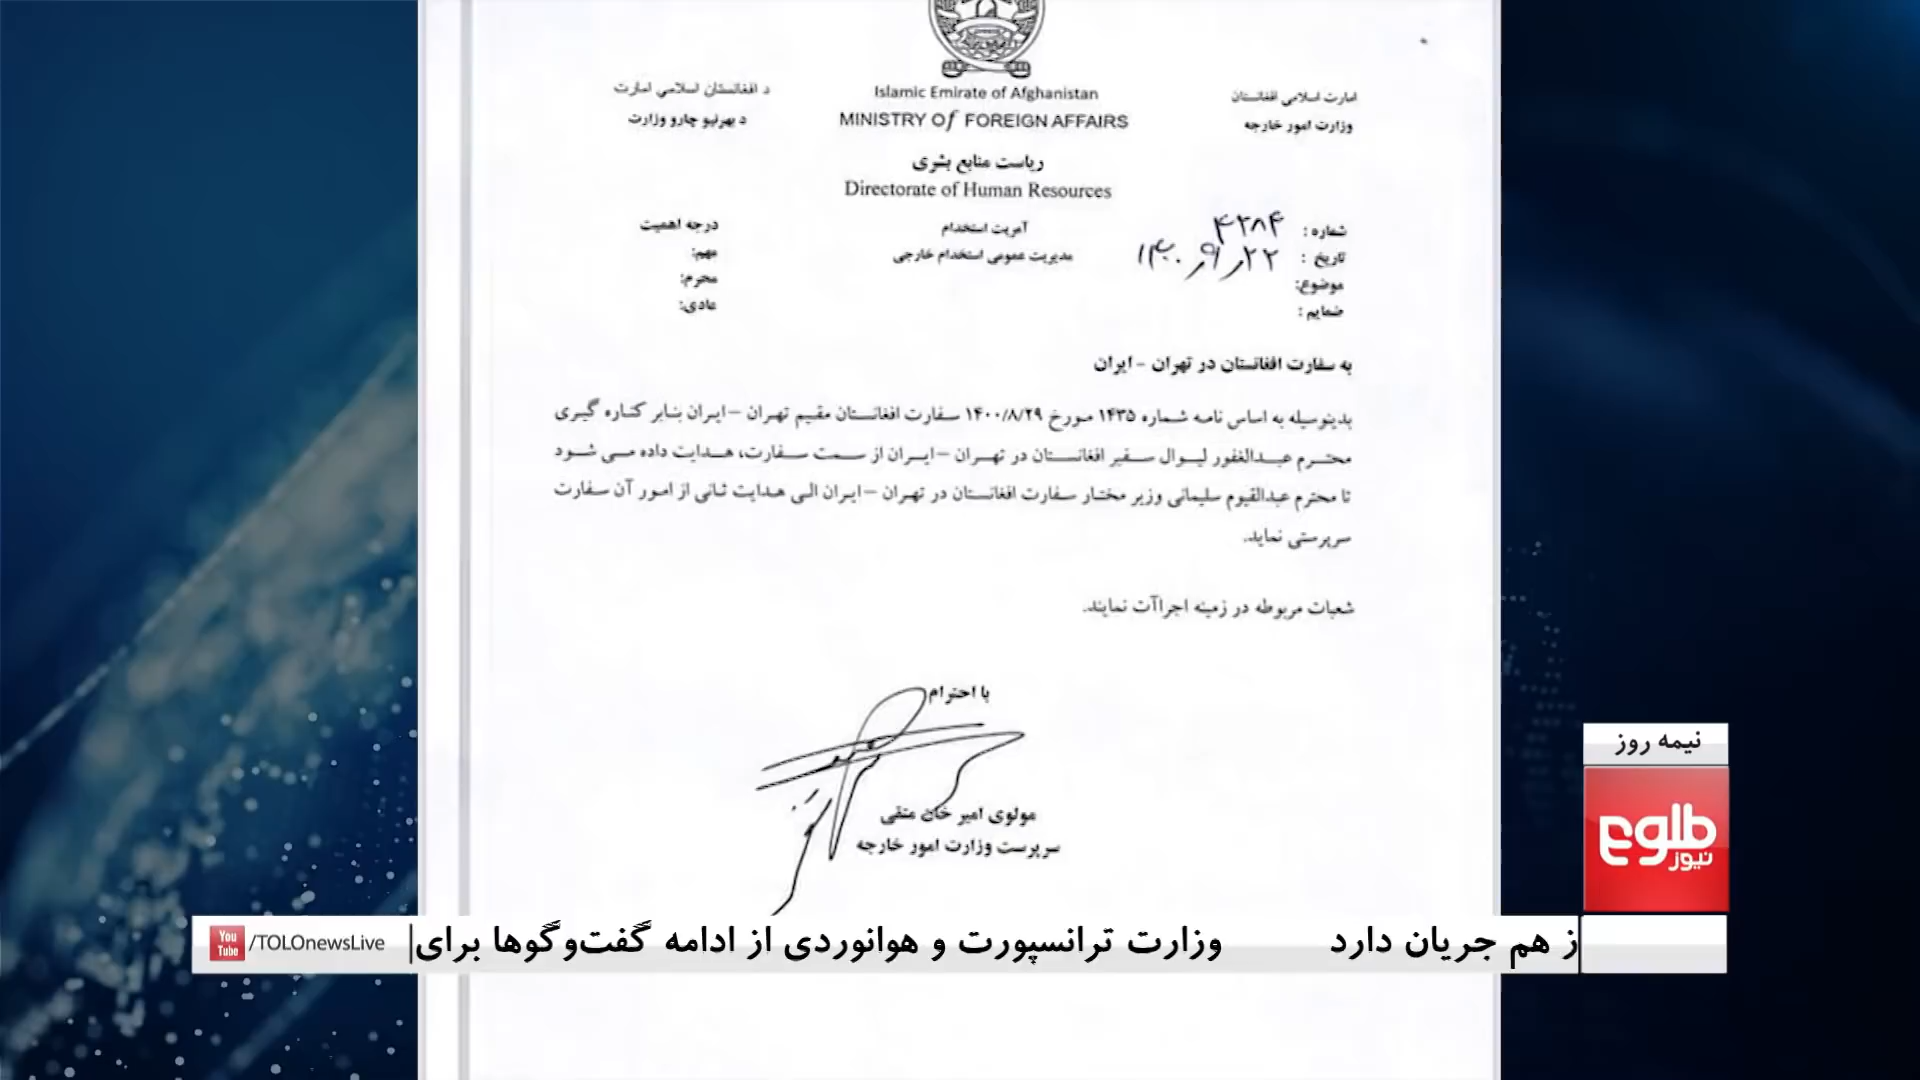 د افغانستان اسلامي امارت
Islamic Emirate of Afghanistan
امارت اسلامی افغانستان
د بهرنیو چارو وزارت
MINISTRY Of FOREIGN AFFAIRS
وزارت امور خارجه
ریاست منابع بشری
Directorate of Human Resources
شماره : ۴۳۸۴
آمریت استخدام
درجه اهمیت
تاریخ : ۱۴۰۰/۹/۲۲
مدیریت عمومی استخدام خارجی
مهم:
موضوع:
محرم:
ضمایم :
عادی:
به سفارت افغانستان در تهران - ایران
بدینوسیله به اساس نامه شماره ۱۴۳۵ مورخ ۱۴۰۰/۸/۲۹ سفارت افغانستان مقیم تهران –ایران بنابر کناره گیری
محترم عبدالغفور لیوال سفیر افغانستان در تهران –ایران از سمت سفارت، هدایت داده می شود
تا محترم عبدالقیوم سلیمانی وزیر مختار سفارت افغانستان در تهران –ایران الی هدایت ثانی از امور آن سفارت
سرپرستی نماید.
شعبات مربوطه در زمینه اجراآت نمایند.
با احترام
مولوی امیر خان متقی
سرپرست وزارت امور خارجه
نیمه روز
طلوع
نیوز
ز هم جریان دارد
وزارت ترانسپورت و هوانوردی از ادامه گفت‌وگوها برای
You Tube /TOLOnewsLive